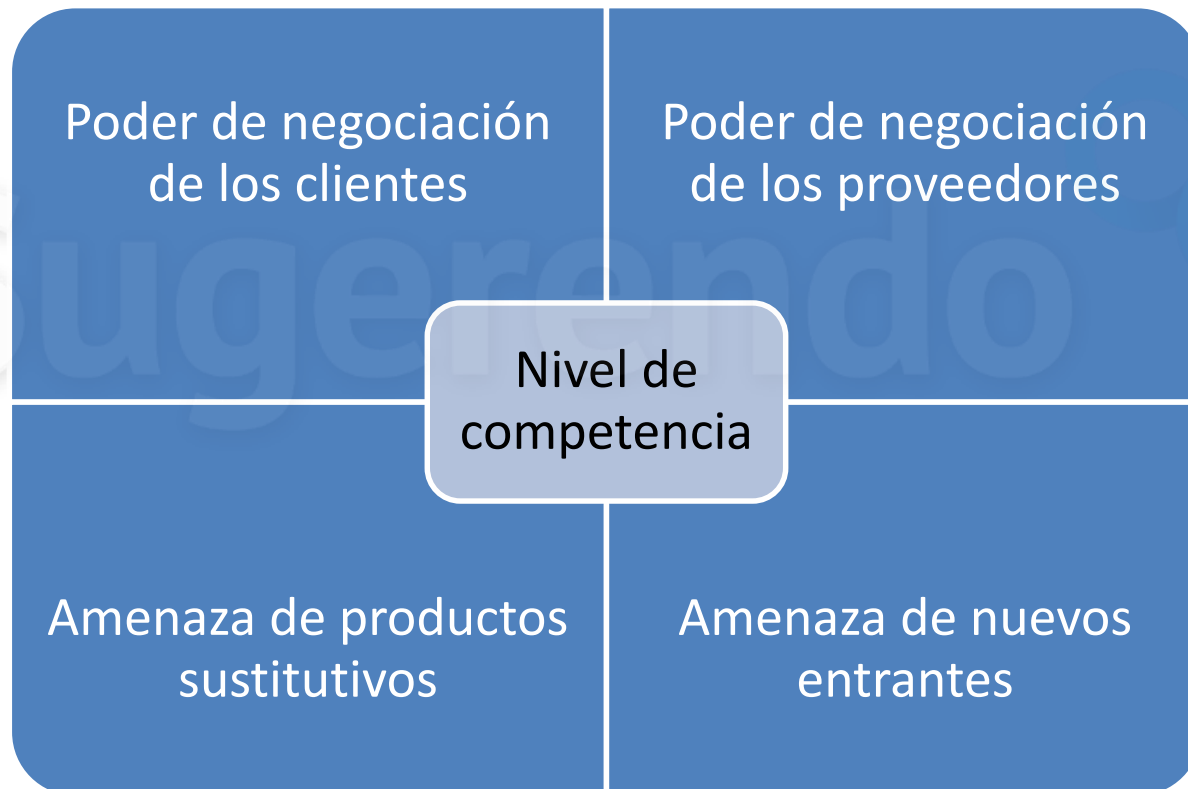 Poder de negociación
de los clientes
Poder de negociación
de los proveedores
Sugerendo
Nivel de
competencia
Amenaza de productos
sustitutivos
Amenaza de nuevos
entrantes